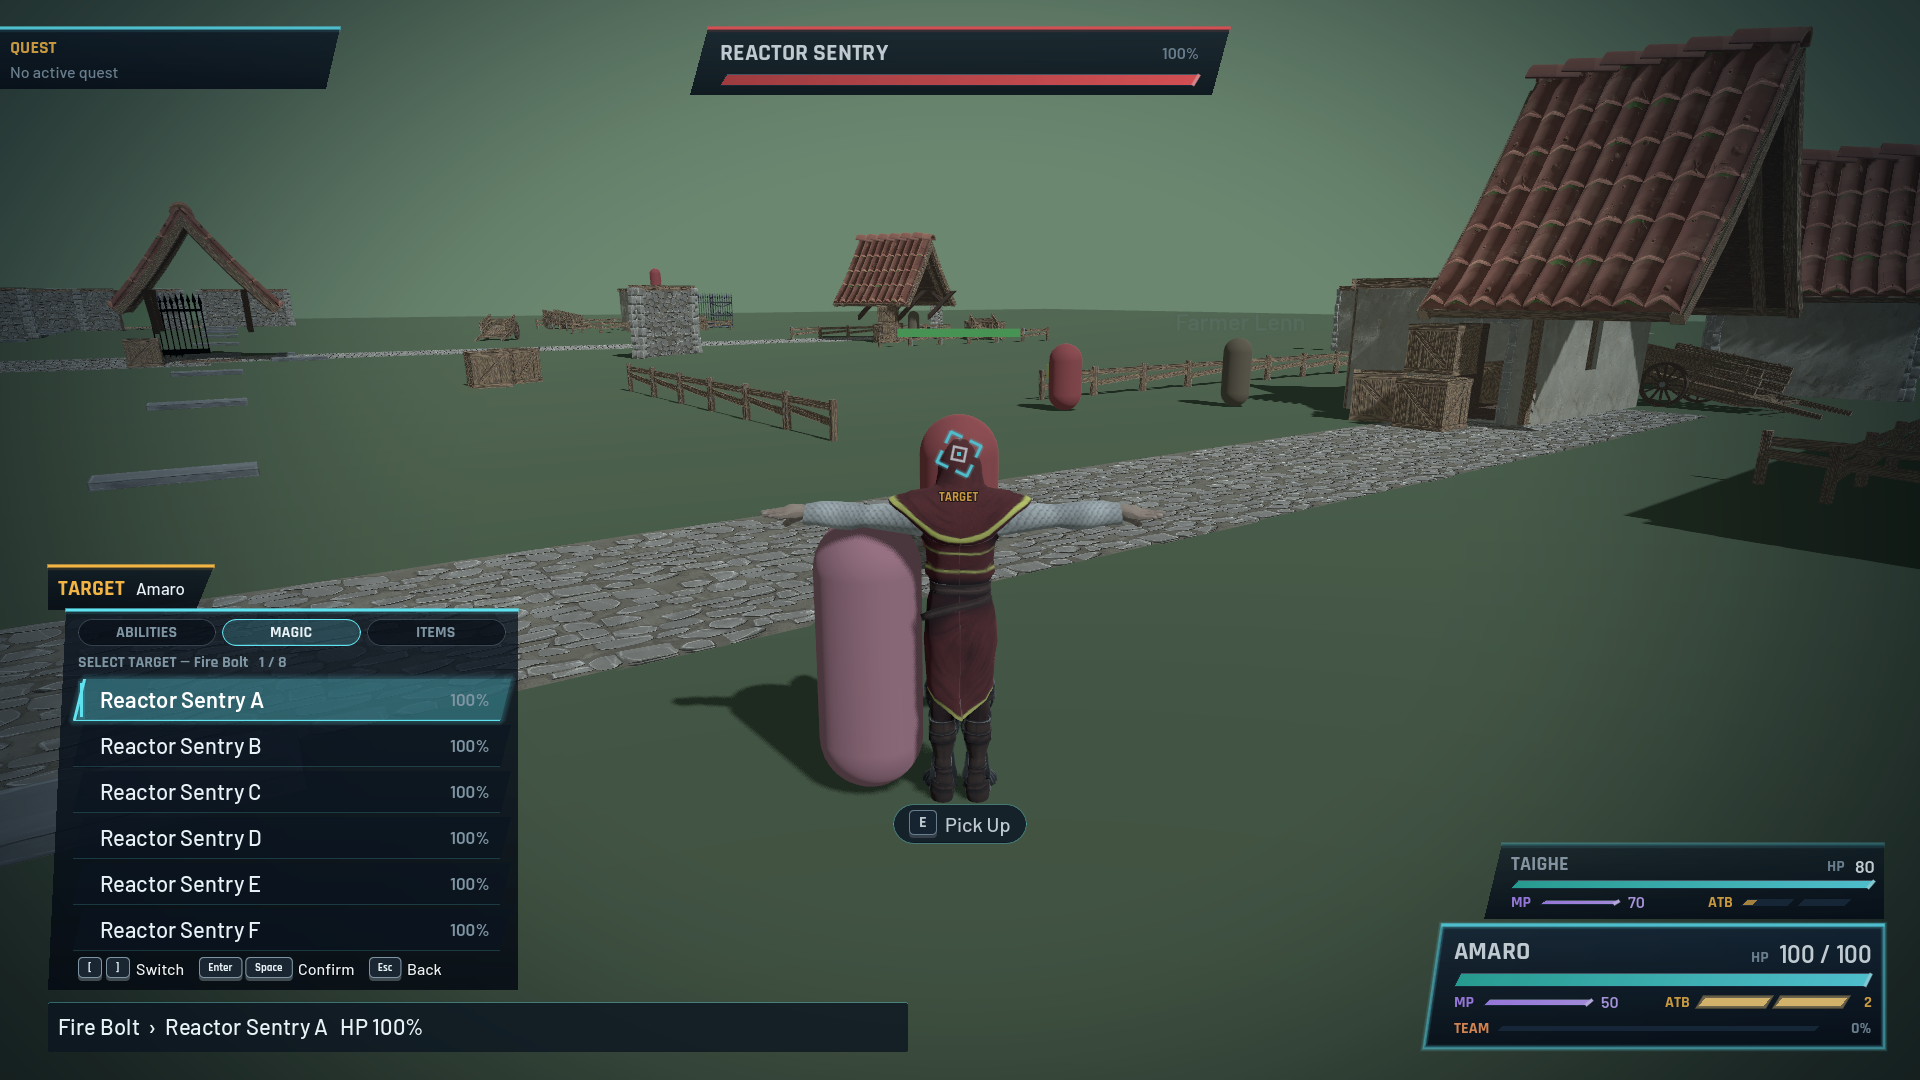 QUEST
No active quest
REACTOR SENTRY 100%
Farmer Lenn
TARGET
TARGET Amaro
ABILITIES MAGIC ITEMS
SELECT TARGET – Fire Bolt 1 / 8
Reactor Sentry A 100%
Reactor Sentry B 100%
Reactor Sentry C 100%
Reactor Sentry D 100%
Reactor Sentry E 100%
Reactor Sentry F 100%
[ ] Switch Enter Space Confirm Esc Back
Fire Bolt › Reactor Sentry A HP 100%
E Pick Up
TAIGHE HP 80
MP 70 ATB
AMARO HP 100 / 100
MP 50 ATB 2
TEAM 0%